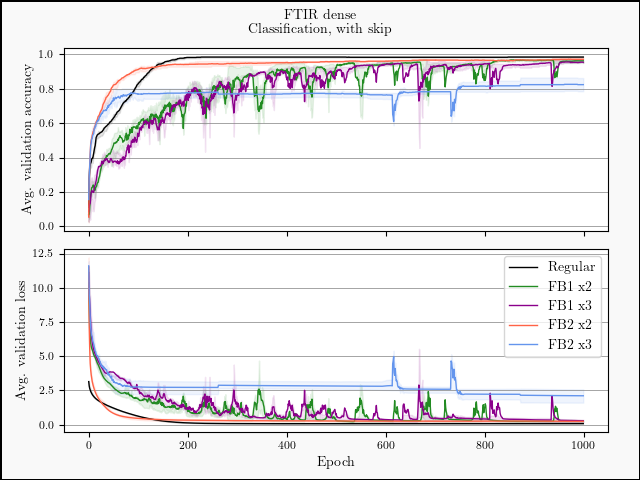 FTIR dense
Classification, with skip
Avg. validation accuracy
1.0
0.8
0.6
0.4
0.2
0.0
Avg. validation loss
12.5
10.0
7.5
5.0
2.5
0.0
Regular
FB1 x2
FB1 x3
FB2 x2
FB2 x3
0
200
400
600
800
1000
Epoch